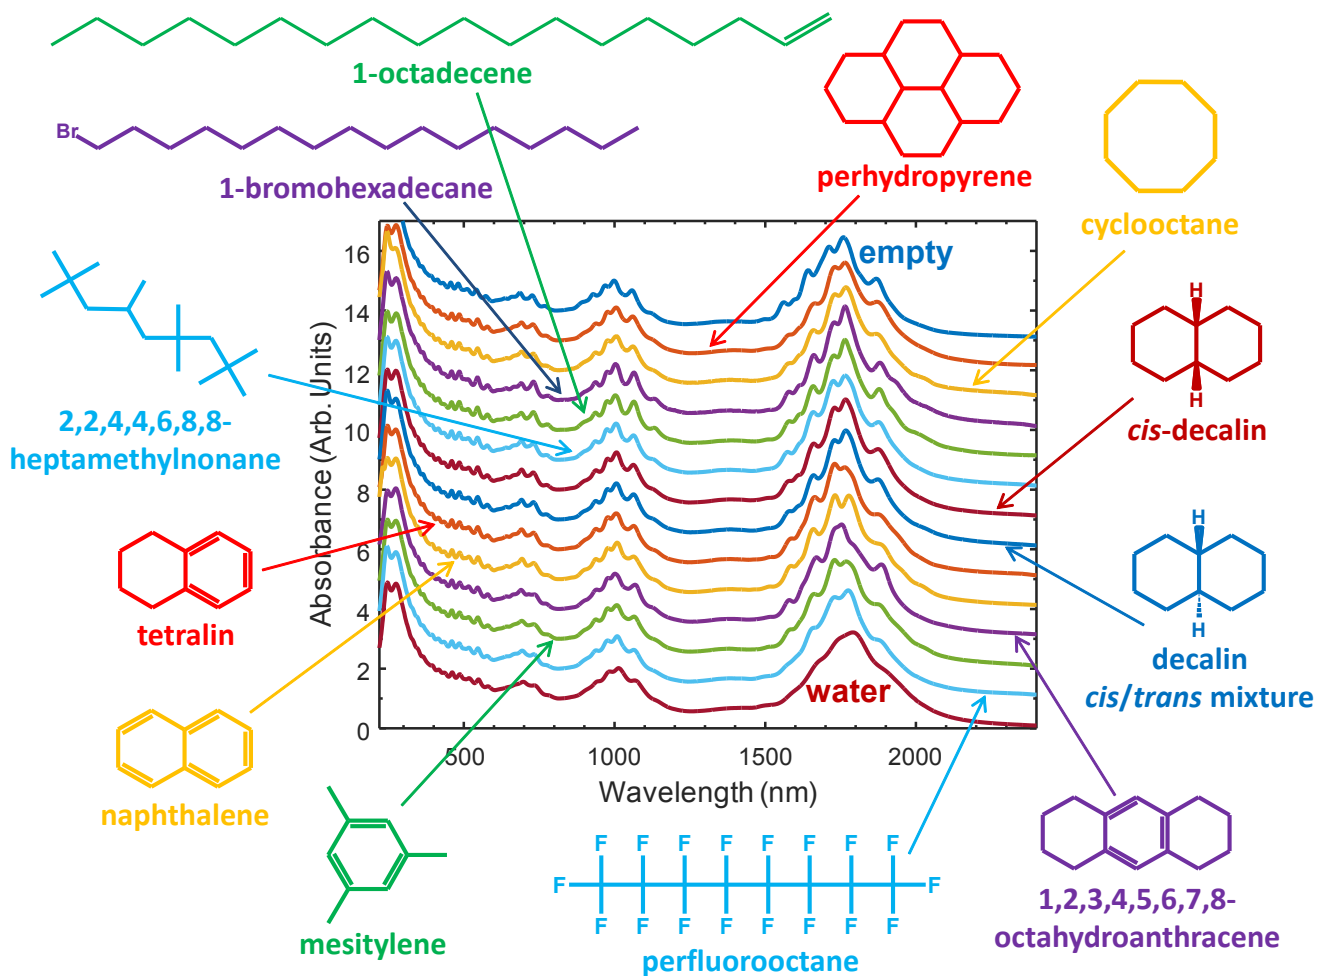 1-octadecene
Br
1-bromohexadecane
perhydropyrene
cyclooctane
empty
2,2,4,4,6,8,8-
heptamethylnonane
H
H
cis-decalin
tetralin
H
H
decalin
cis/trans mixture
naphthalene
mesitylene
water
Absorbance (Arb. Units)
16
14
12
10
8
6
4
2
0
500
1000
1500
2000
Wavelength (nm)
F F F F F F F F
F F
F F F F F F F F
perfluorooctane
1,2,3,4,5,6,7,8-
octahydroanthracene